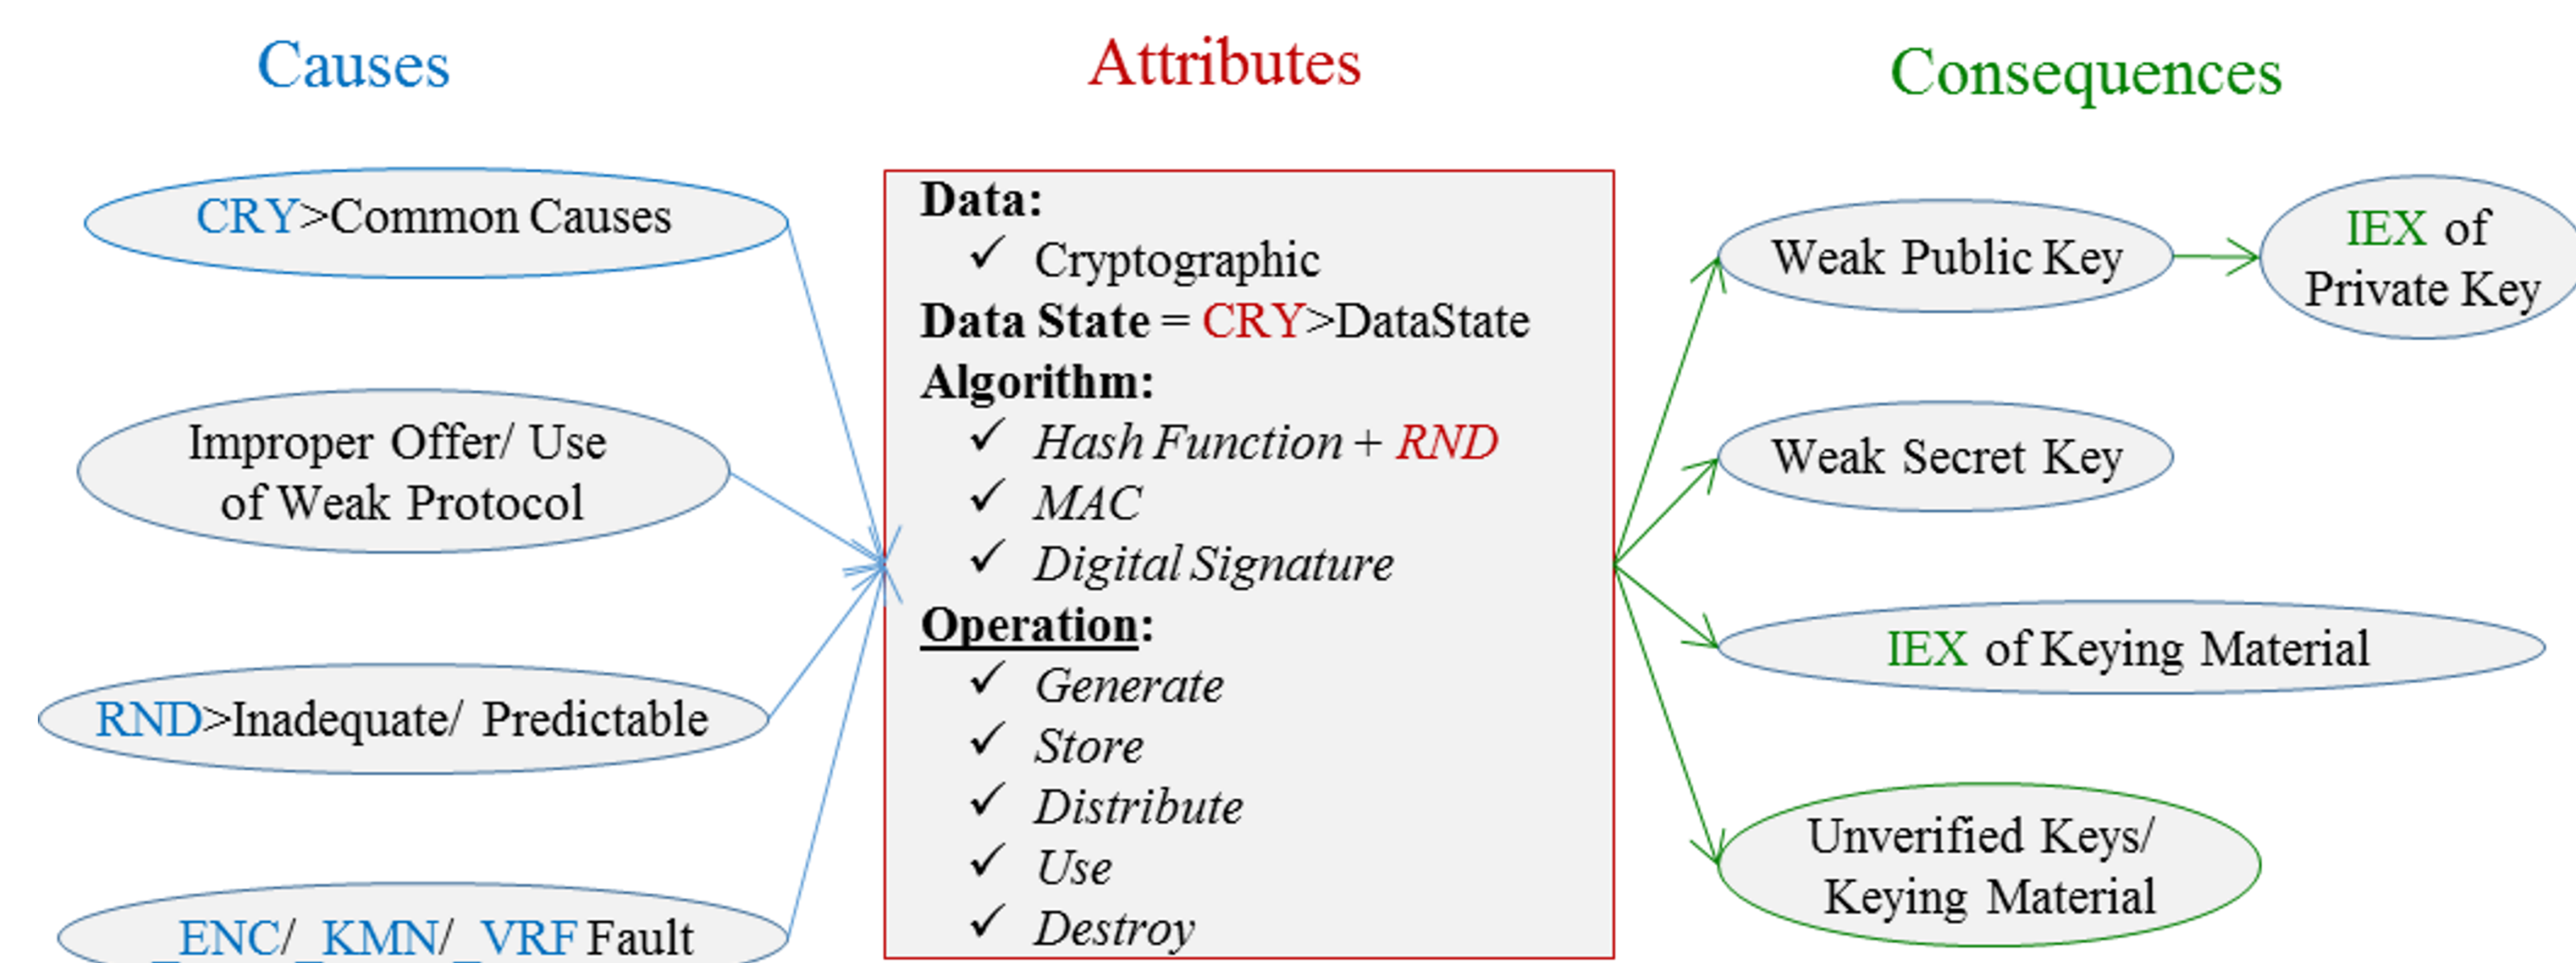 Causes
Attributes
Consequences
CRY>Common Causes
Improper Offer/ Use
of Weak Protocol
RND>Inadequate/ Predictable
_ENC/_KMN/_VRF Fault
Data:
✓ Cryptographic
Data State = CRY>DataState
Algorithm:
✓ Hash Function + RND
✓ MAC
✓ Digital Signature
Operation:
✓ Generate
✓ Store
✓ Distribute
✓ Use
✓ Destroy
Weak Public Key
IEX of
Private Key
Weak Secret Key
IEX of Keying Material
Unverified Keys/
Keying Material